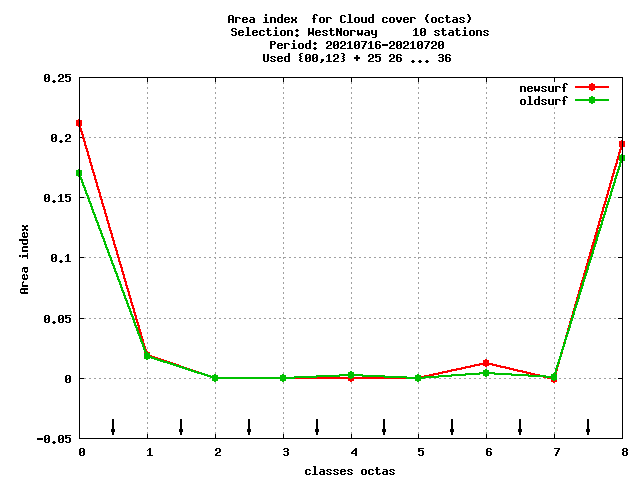 Area index  for Cloud cover (octas)
Selection: WestNorway     10 stations
Period: 20210716-20210720
Used {00,12} + 25 26 ... 36
newsurf
oldsurf
0.25
0.2
0.15
0.1
0.05
0
-0.05
Area index
0 1 2 3 4 5 6 7 8
classes octas